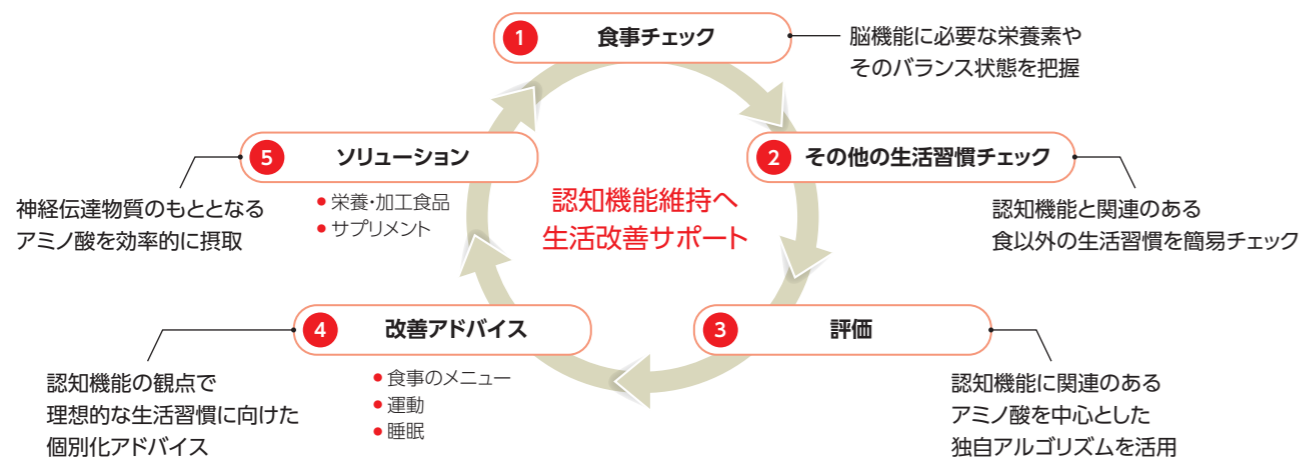 1 食事チェック
脳機能に必要な栄養素や
そのバランス状態を把握
2 その他の生活習慣チェック
認知機能と関連のある
食以外の生活習慣を簡易チェック
3 評価
認知機能に関連のある
アミノ酸を中心とした
独自アルゴリズムを活用
4 改善アドバイス
• 食事のメニュー
• 運動
• 睡眠
認知機能の観点で
理想的な生活習慣に向けた
個別化アドバイス
5 ソリューション
• 栄養・加工食品
• サプリメント
神経伝達物質のもととなる
アミノ酸を効率的に摂取
認知機能維持へ
生活改善サポート